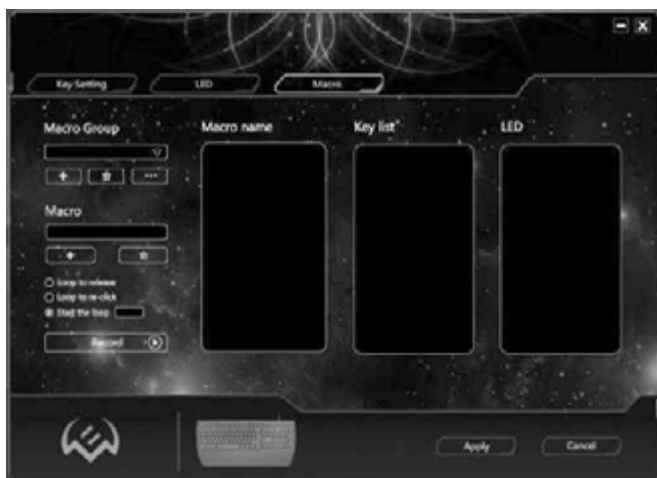 Key Setting
LED
Macro
Macro Group
Macro name
Key list
LED
Macro
Loop to release
Loop to re-click
Start the loop
Record
Apply
Cancel